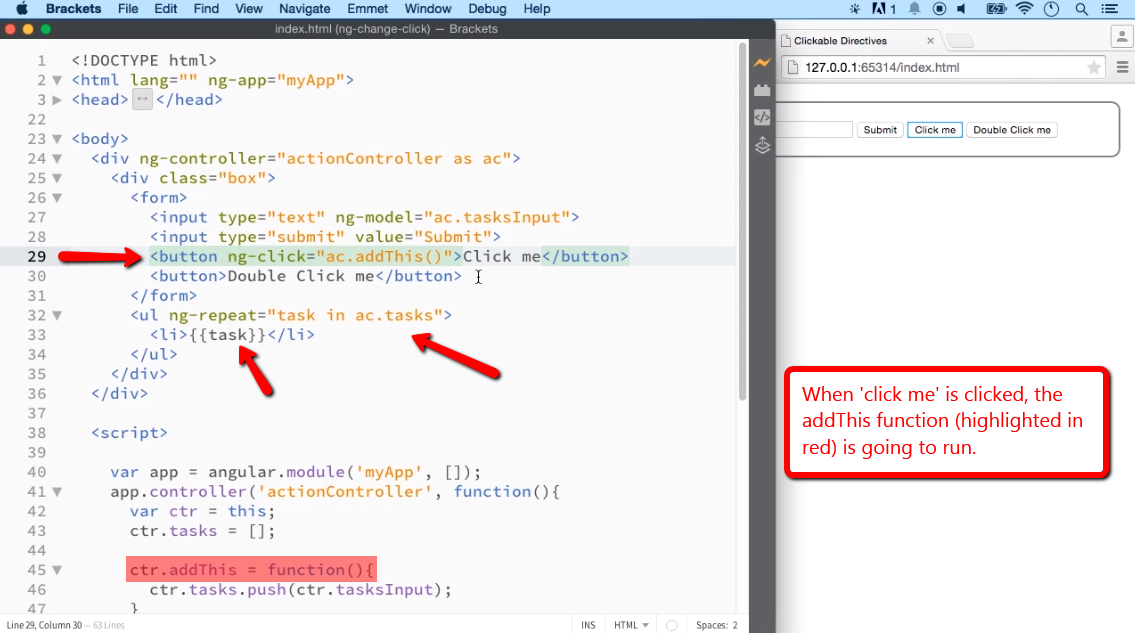 Brackets File Edit Find View Navigate Emmet Window Debug Help 1
index.html (ng-change-click) — Brackets
1 <!DOCTYPE html>
2 <html lang="" ng-app="myApp">
3 <head> ↔ </head>
22
23 <body>
24 <div ng-controller="actionController as ac">
25 <div class="box">
26 <form>
27 <input type="text" ng-model="ac.tasksInput">
28 <input type="submit" value="Submit">
29 <button ng-click="ac.addThis()">Click me</button>
30 <button>Double Click me</button>
31 </form>
32 <ul ng-repeat="task in ac.tasks">
33 <li>{{task}}</li>
34 </ul>
35 </div>
36 </div>
37
38 <script>
39
40 var app = angular.module('myApp', []);
41 app.controller('actionController', function(){
42 var ctr = this;
43 ctr.tasks = [];
44
45 ctr.addThis = function(){
46 ctr.tasks.push(ctr.tasksInput);
47 }
Line 29, Column 30 — 63 Lines
INS HTML Spaces: 2
Clickable Directives
127.0.0.1:65314/index.html
Submit Click me Double Click me
When 'click me' is clicked, the
addThis function (highlighted in
red) is going to run.